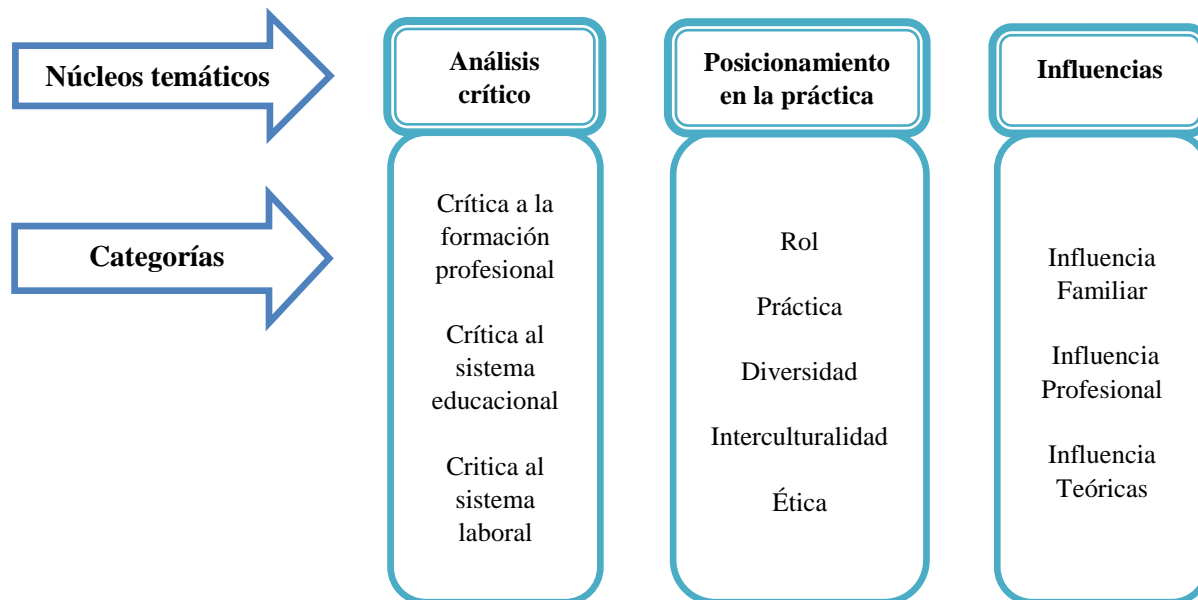 Núcleos temáticos
Análisis
crítico
Posicionamiento
en la práctica
Influencias
Categorías
Crítica a la
formación
profesional
Crítica al
sistema
educacional
Critica al
sistema
laboral
Rol
Práctica
Diversidad
Interculturalidad
Ética
Influencia
Familiar
Influencia
Profesional
Influencia
Teóricas